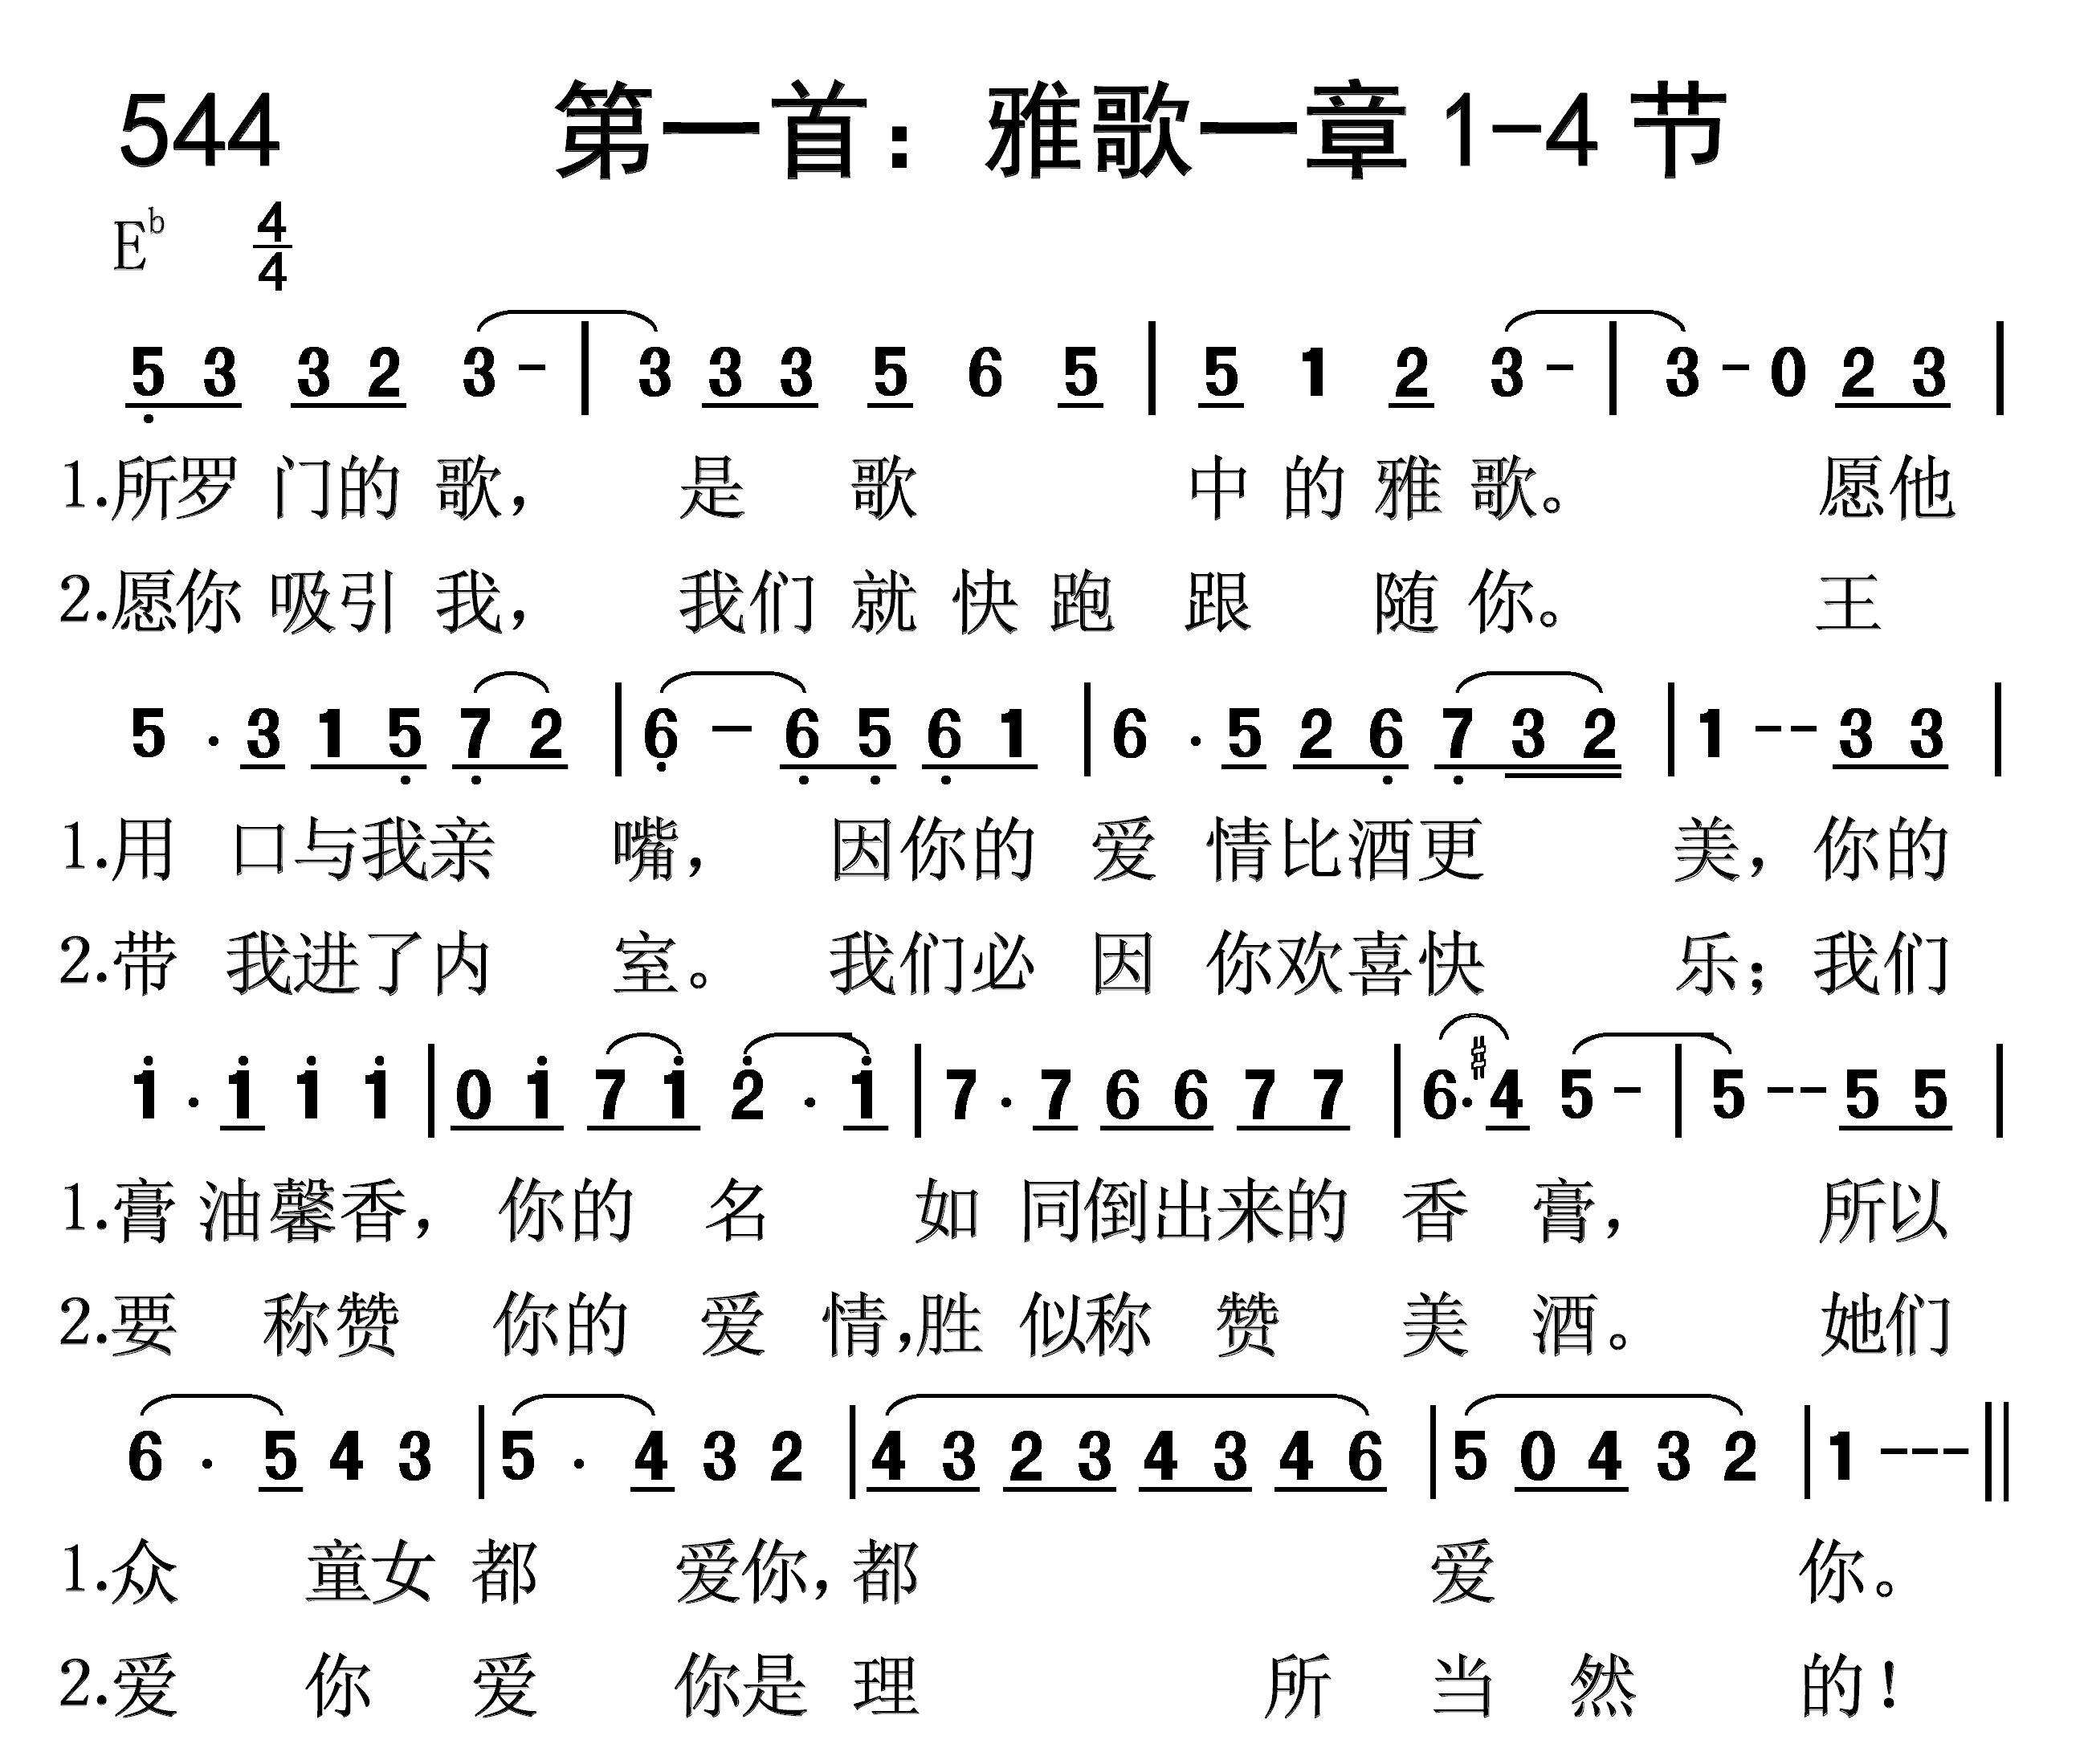 544 第一首：雅歌一章1-4节
E♭ 4/4
5̣ 3 3 2 3 - | 3 3 3 5 6 5 | 5 1 2 3 - | 3 - 0 2 3 |
1.所罗 门的 歌， 是 歌 中 的 雅 歌。 愿他
2.愿你 吸引 我， 我们 就 快 跑 跟 随 你。 王
5 . 3 1 5̣ 7̣ 2 | 6̣ - 6̣ 5̣ 6̣ 1 | 6 . 5 2 6̣ 7̣ 3 2 | 1 - - 3 3 |
1.用 口与我亲 嘴， 因你的 爱 情比酒更 美，你的
2.带 我进了内 室。 我们必 因 你欢喜快 乐；我们
1̇ . 1̇ 1̇ 1̇ | 0 1̇ 7 1̇ 2̇ . 1̇ | 7 . 7 6 6 7 7 | 6 . #4 5 - | 5 - - 5 5 |
1.膏 油馨香， 你的 名 如 同倒出来的 香 膏， 所以
2.要 称赞 你的 爱 情，胜 似称 赞 美 酒。 她们
6 . 5 4 3 | 5 . 4 3 2 | 4 3 2 3 4 3 4 6 | 5 0 4 3 2 | 1 - - - ||
1.众 童女 都 爱你，都 爱 你。
2.爱 你 爱 你是 理 所 当 然 的！